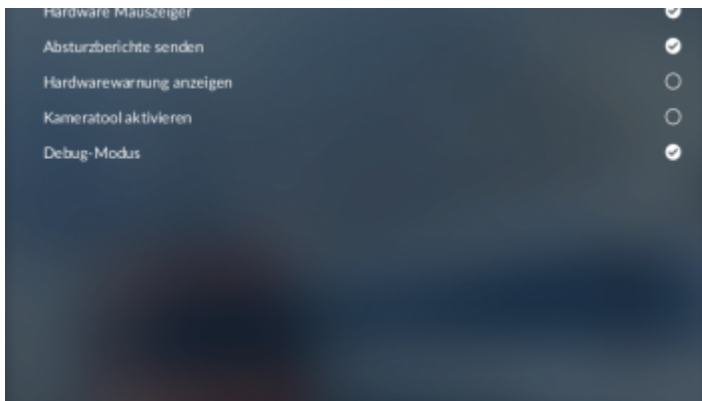 Hardware Mauszeiger
Absturzberichte senden
Hardwarewarnung anzeigen
Kameratool aktivieren
Debug-Modus